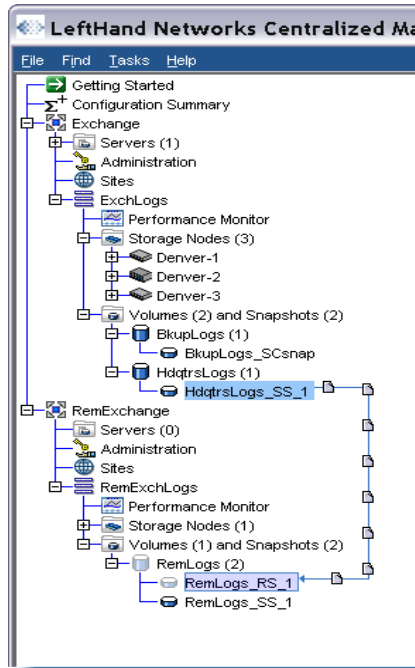 LeftHand Networks Centralized Ma
File Find Tasks Help
Getting Started
Configuration Summary
Exchange
Servers (1)
Administration
Sites
ExchLogs
Performance Monitor
Storage Nodes (3)
Denver-1
Denver-2
Denver-3
Volumes (2) and Snapshots (2)
BkupLogs (1)
BkupLogs_SCsnap
HdqtrsLogs (1)
HdqtrsLogs_SS_1
RemExchange
Servers (0)
Administration
Sites
RemExchLogs
Performance Monitor
Storage Nodes (1)
Volumes (1) and Snapshots (2)
RemLogs (2)
RemLogs_RS_1
RemLogs_SS_1